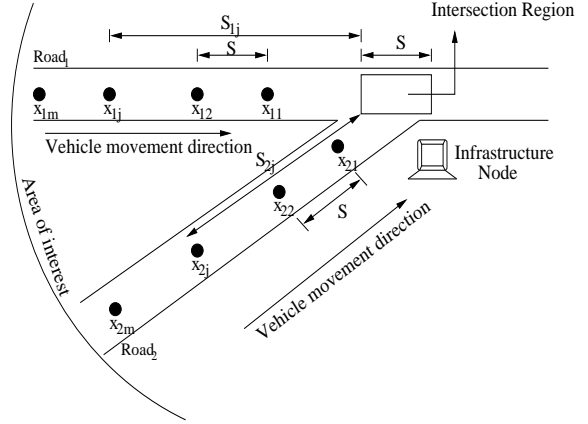 Intersection Region
S1j
S
S
Road1
x1m
x1j
x12
x11
Vehicle movement direction
S2j
x21
Infrastructure
Node
x22
S
Area of interest
x2j
Vehicle movement direction
x2m
Road2